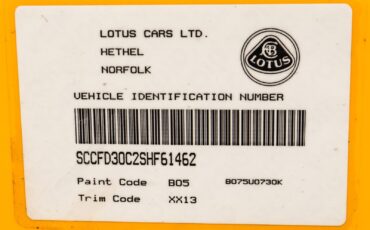 LOTUS CARS LTD.
HETHEL
NORFOLK
LOTUS
VEHICLE IDENTIFICATION NUMBER
SCCFD30C2SHF61462
Paint Code B05 B075U0730K
Trim Code XX13